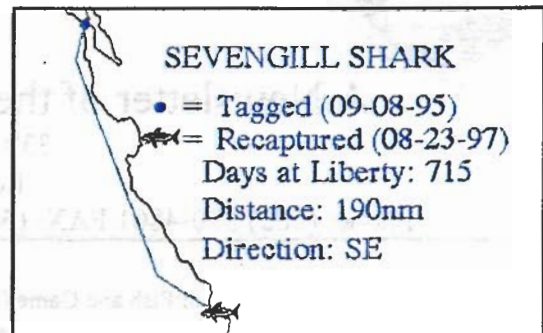 SEVENGILL SHARK
• = Tagged (09-08-95)
= Recaptured (08-23-97)
Days at Liberty: 715
Distance: 190nm
Direction: SE